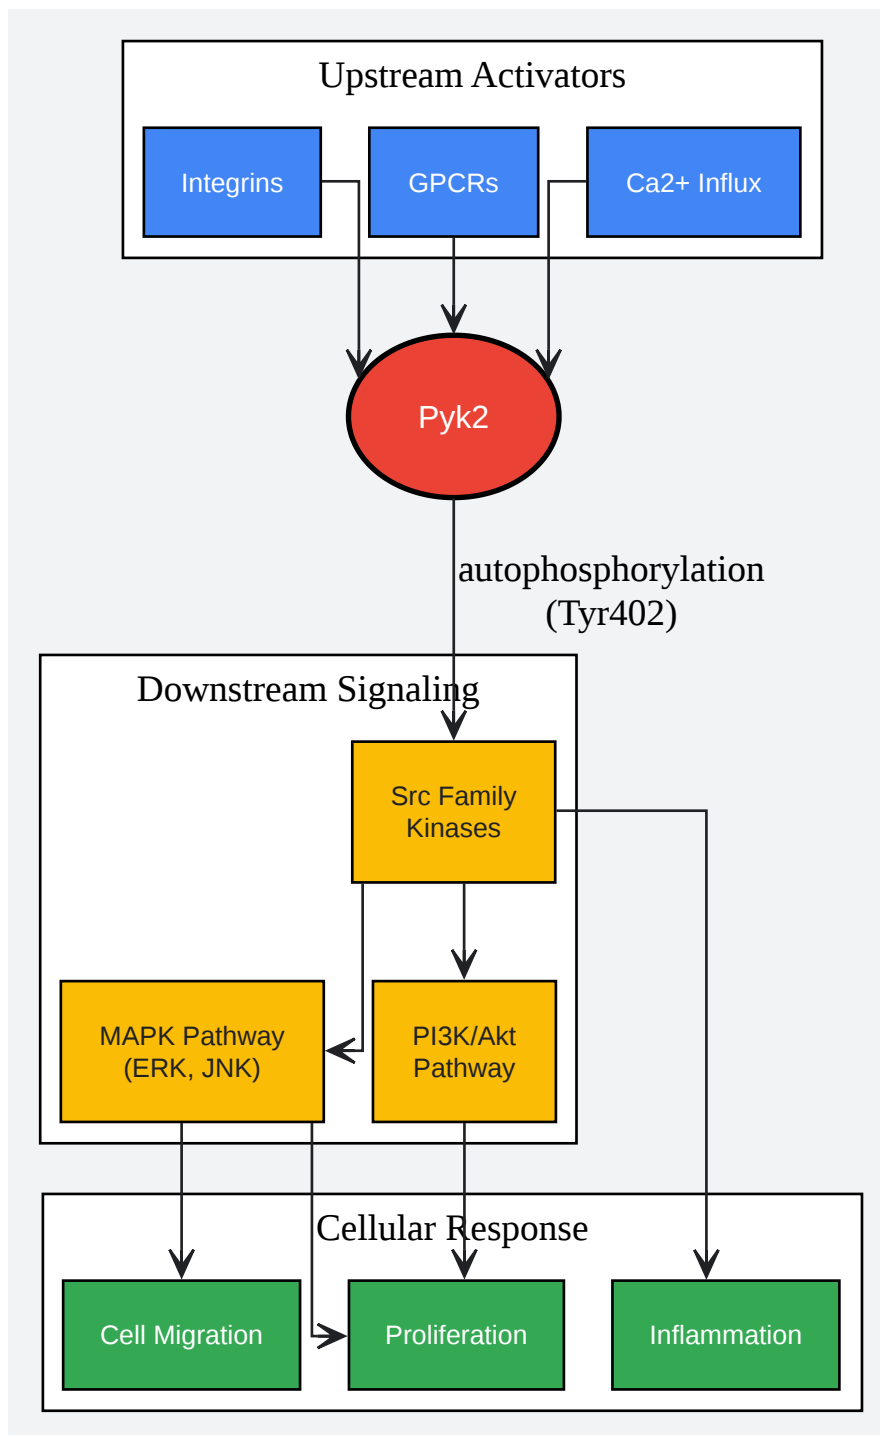 Upstream Activators
Integrins
GPCRs
Ca2+ Influx
Pyk2
autophosphorylation
(Tyr402)
Downstream Signaling
Src Family
Kinases
MAPK Pathway
(ERK, JNK)
PI3K/Akt
Pathway
Cellular Response
Cell Migration
Proliferation
Inflammation